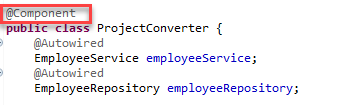 @Component
public class ProjectConverter {
@Autowired
EmployeeService employeeService;
@Autowired
EmployeeRepository employeeRepository;